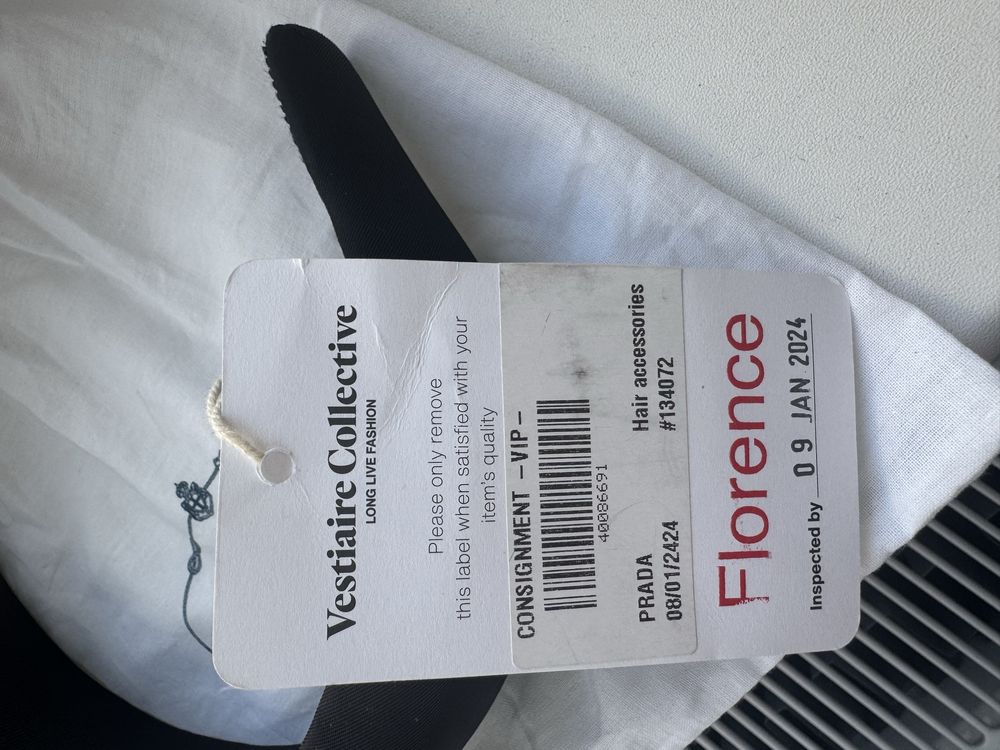 Vestiaire Collective
LONG LIVE FASHION
Please only remove
this label when satisfied with your
item's quality
CONSIGNMENT -VIP-
40086691
PRADA Hair accessories
08/01/2424 #134072
Florence
Inspected by 09 JAN 2024